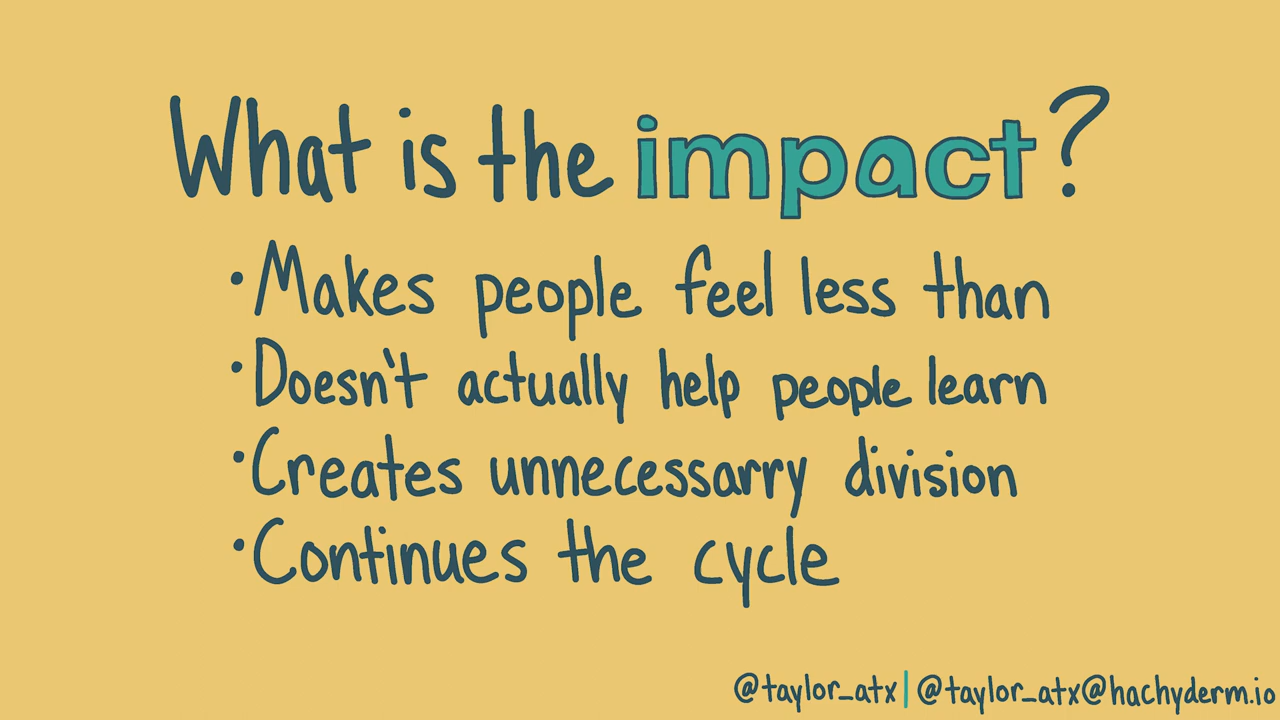 What is the impact?
•Makes people feel less than
•Doesn't actually help people learn
•Creates unnecessarry division
•Continues the cycle
@taylor_atx|@taylor_atx@hachyderm.io